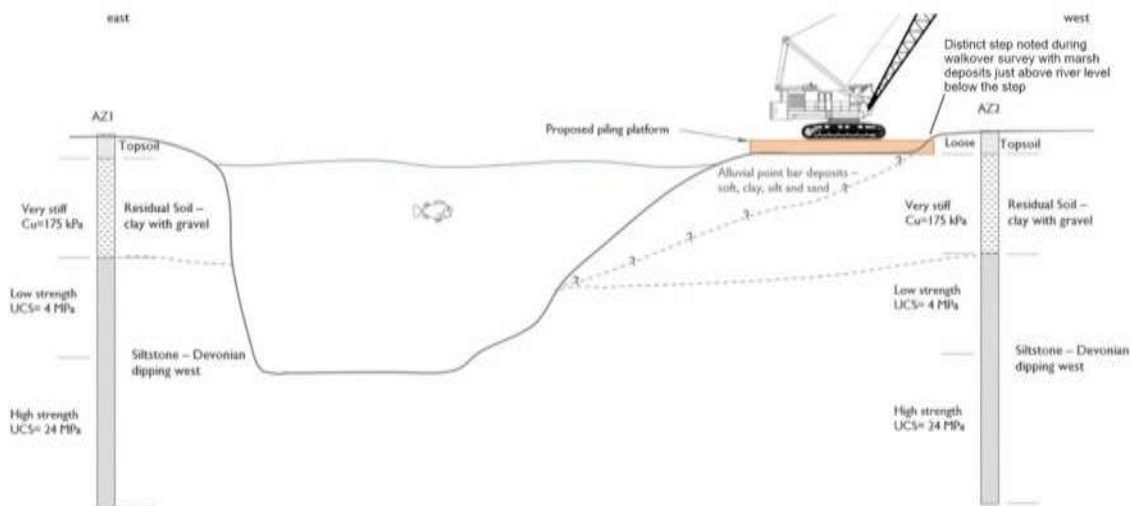 east
west
Distinct step noted during
walkover survey with marsh
deposits just above river level
below the step
AZ1
AZ2
Proposed piling platform
Topsoil
Loose
Topsoil
Alluvial point bar deposits –
soft, clay, silt and sand
?
?
?
?
?
Very stiff
Cu=175 kPa
Residual Soil –
clay with gravel
Very stiff
Cu=175 kPa
Residual Soil –
clay with gravel
Low strength
UCS= 4 MPa
Low strength
UCS= 4 MPa
Siltstone – Devonian
dipping west
Siltstone – Devonian
dipping west
High strength
UCS= 24 MPa
High strength
UCS= 24 MPa